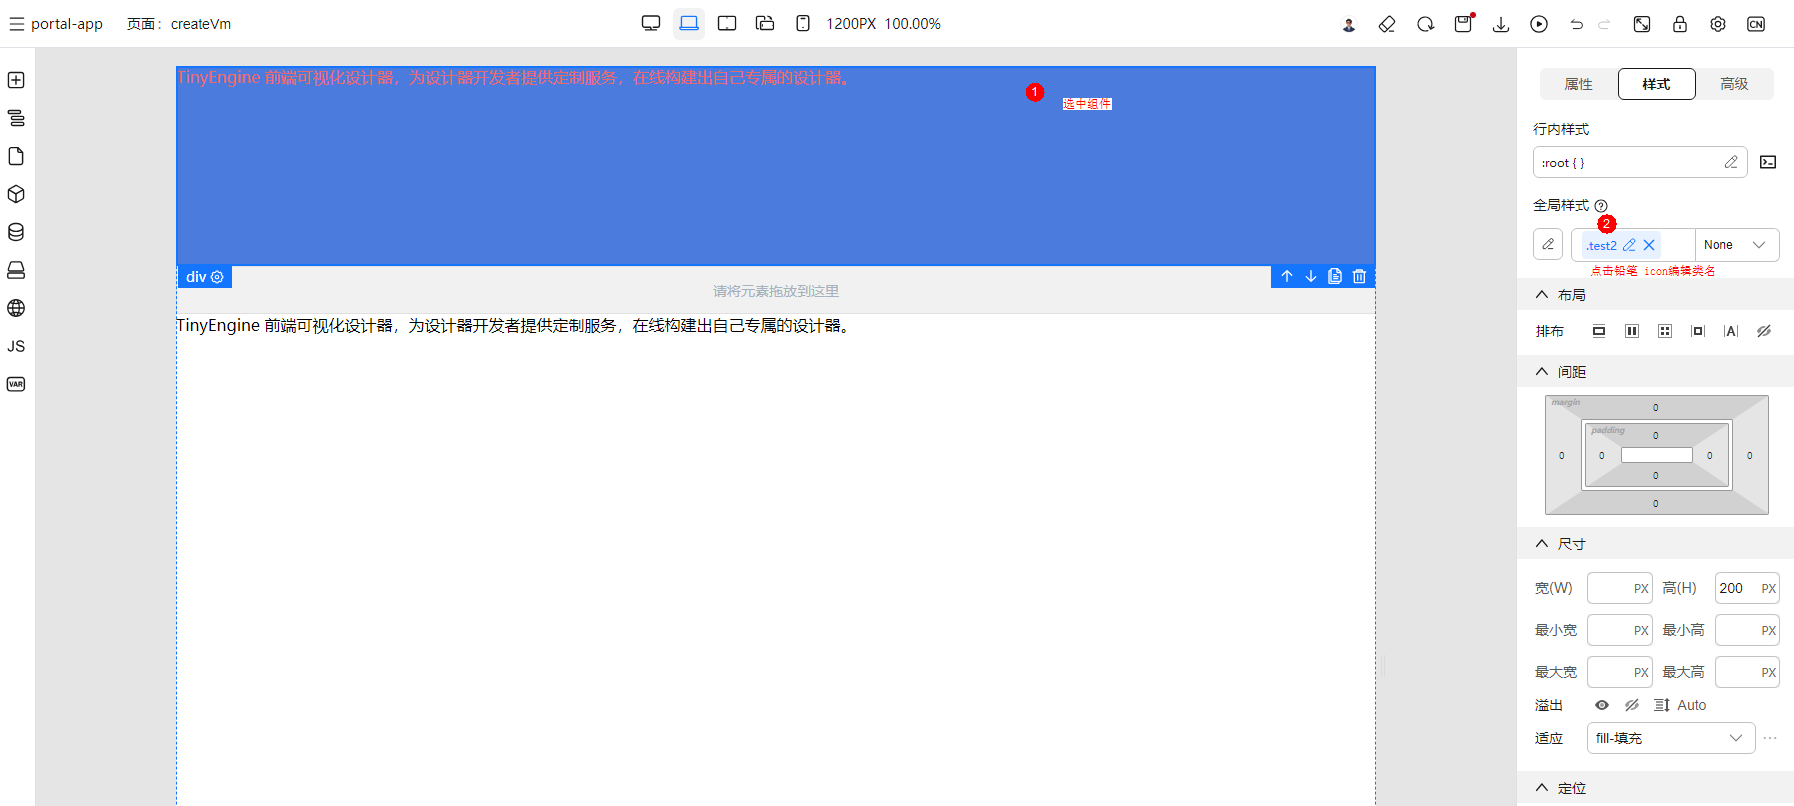 portal-app 页面：createVm 1200PX 100.00% CN
TinyEngine 前端可视化设计器，为设计器开发者提供定制服务，在线构建出自己专属的设计器。
1
选中组件
div
请将元素拖放到这里
TinyEngine 前端可视化设计器，为设计器开发者提供定制服务，在线构建出自己专属的设计器。
JS
VAR
属性 样式 高级
行内样式
:root { }
全局样式
2
.test2 None
点击铅笔 icon编辑类名
布局
排布 A
间距
margin
0
padding
0
0 0 0 0
0
0
尺寸
宽(W) PX 高(H) 200 PX
最小宽 PX 最小高 PX
最大宽 PX 最大高 PX
溢出 Auto
适应 fill-填充
定位